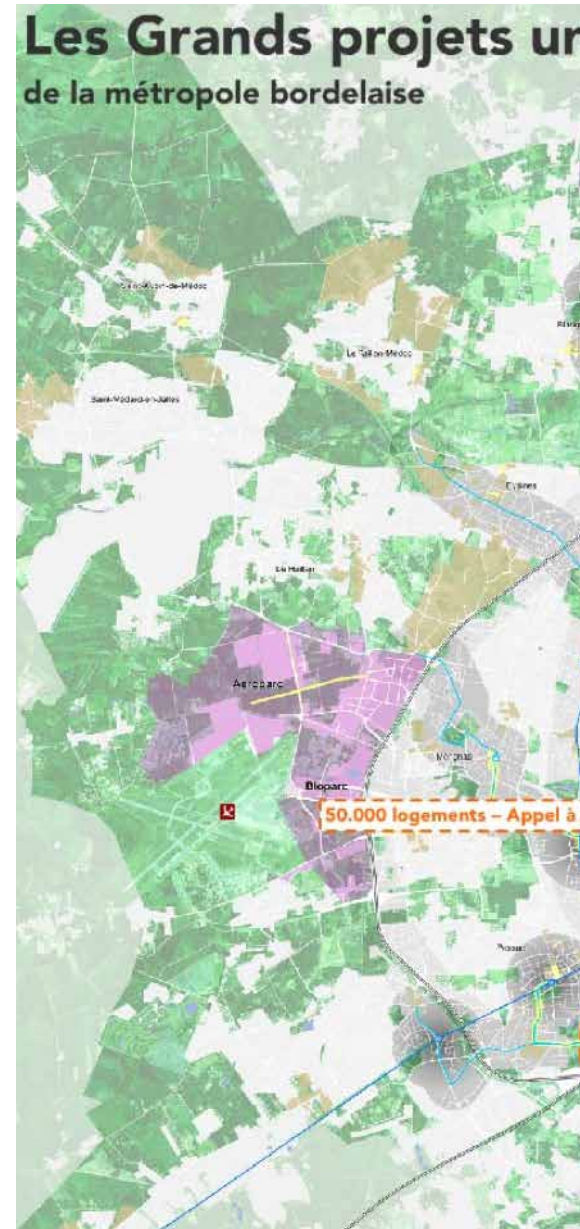 Les Grands projets ur
de la métropole bordelaise
Saint-Aubin-de-Médoc
Le Taillan-Médoc
Saint-Médard-en-Jalles
Eysines
Le Haillan
Aéroparc
Mérignac
Bioparc
50.000 logements – Appel à
Pessac